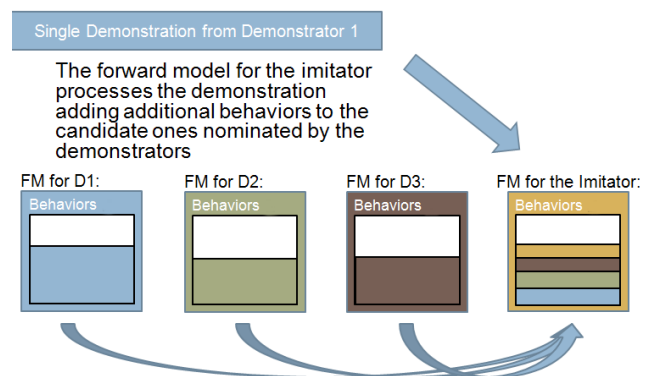 Single Demonstration from Demonstrator 1
The forward model for the imitator
processes the demonstration
adding additional behaviors to the
candidate ones nominated by the
demonstrators
FM for D1:
FM for D2:
FM for D3:
FM for the Imitator:
Behaviors
Behaviors
Behaviors
Behaviors